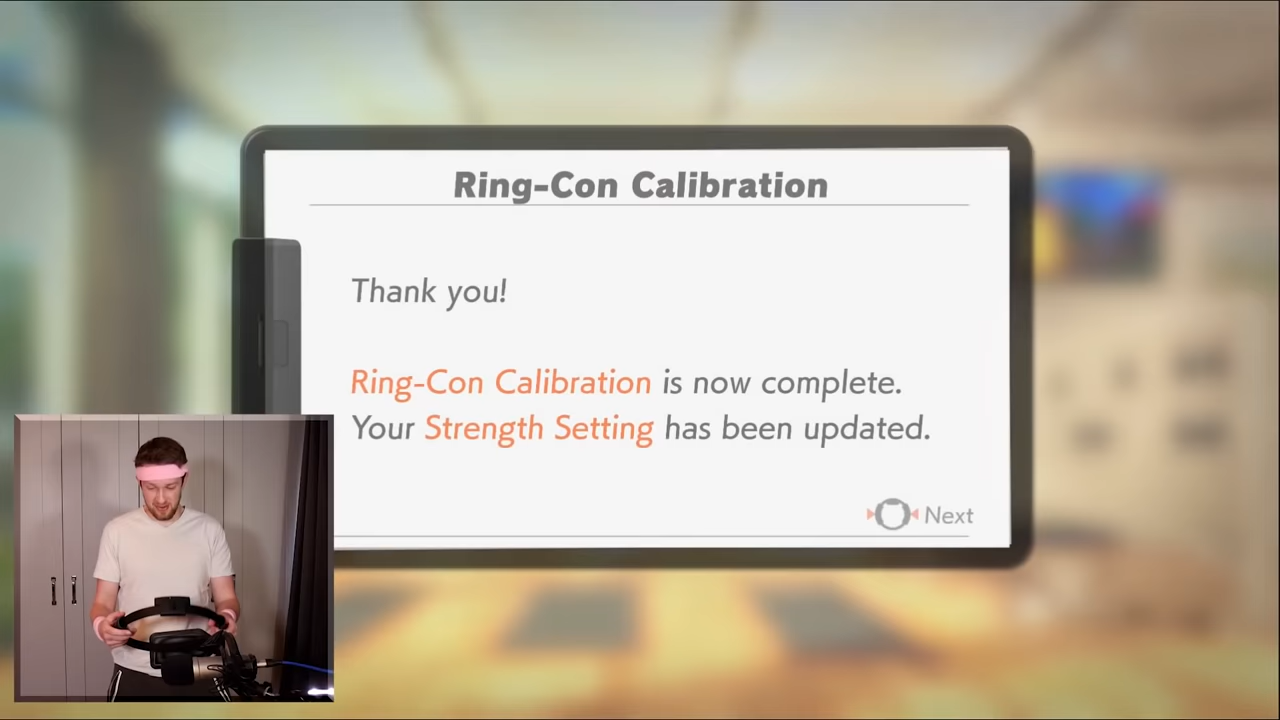 Ring-Con Calibration
Thank you!
Ring-Con Calibration is now complete.
Your Strength Setting has been updated.
Next